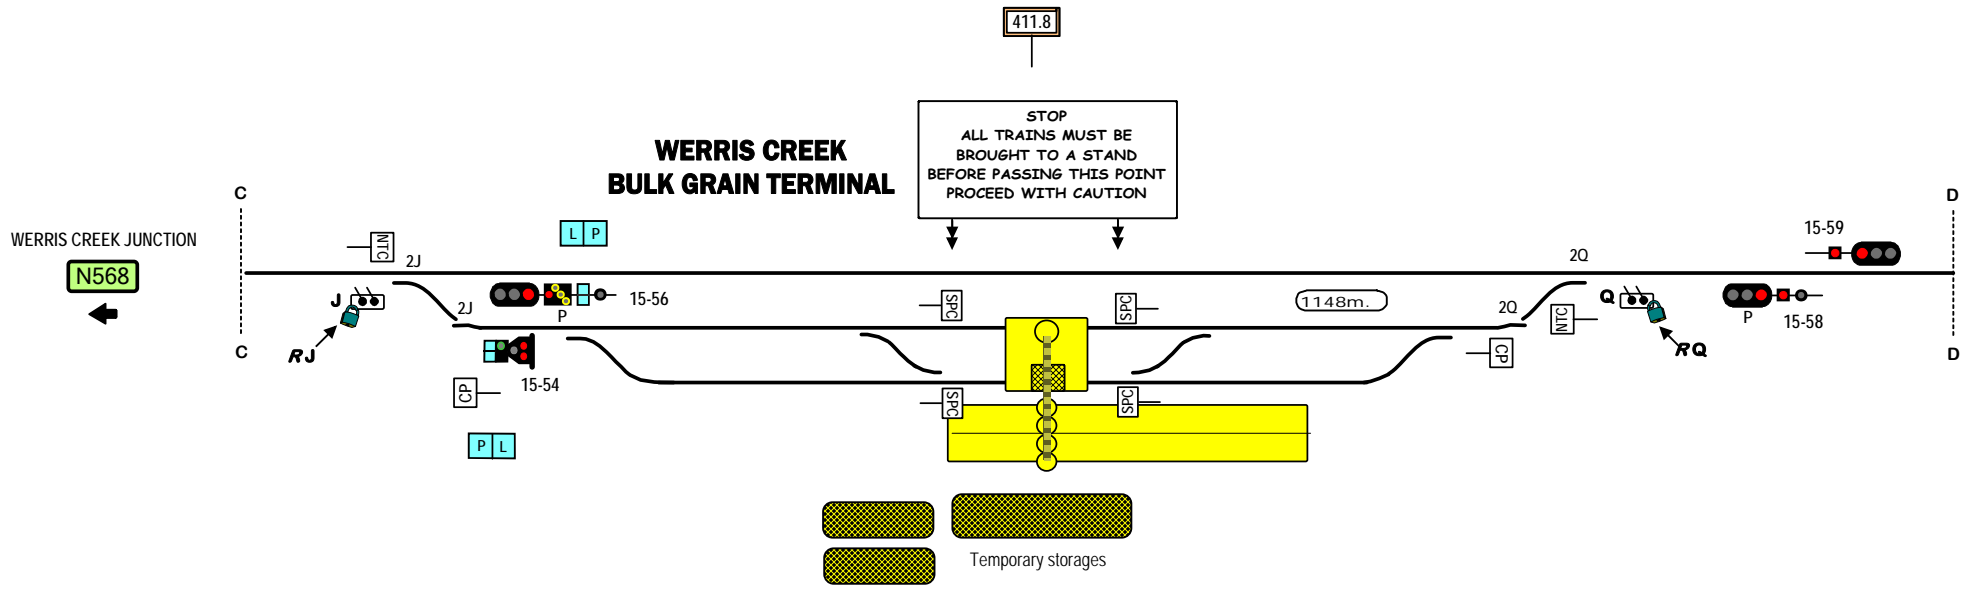 411.8
STOP
ALL TRAINS MUST BE
BROUGHT TO A STAND
BEFORE PASSING THIS POINT
PROCEED WITH CAUTION
WERRIS CREEK
BULK GRAIN TERMINAL
C
D
WERRIS CREEK JUNCTION
N568
NTC
L P
15-59
2J
2Q
J
15-56
P
2J
SPC
SPC
1148m.
2Q
NTC
Q
P
15-58
C
RJ
15-54
CP
CP
RQ
D
CP
SPC
SPC
P L
Temporary storages